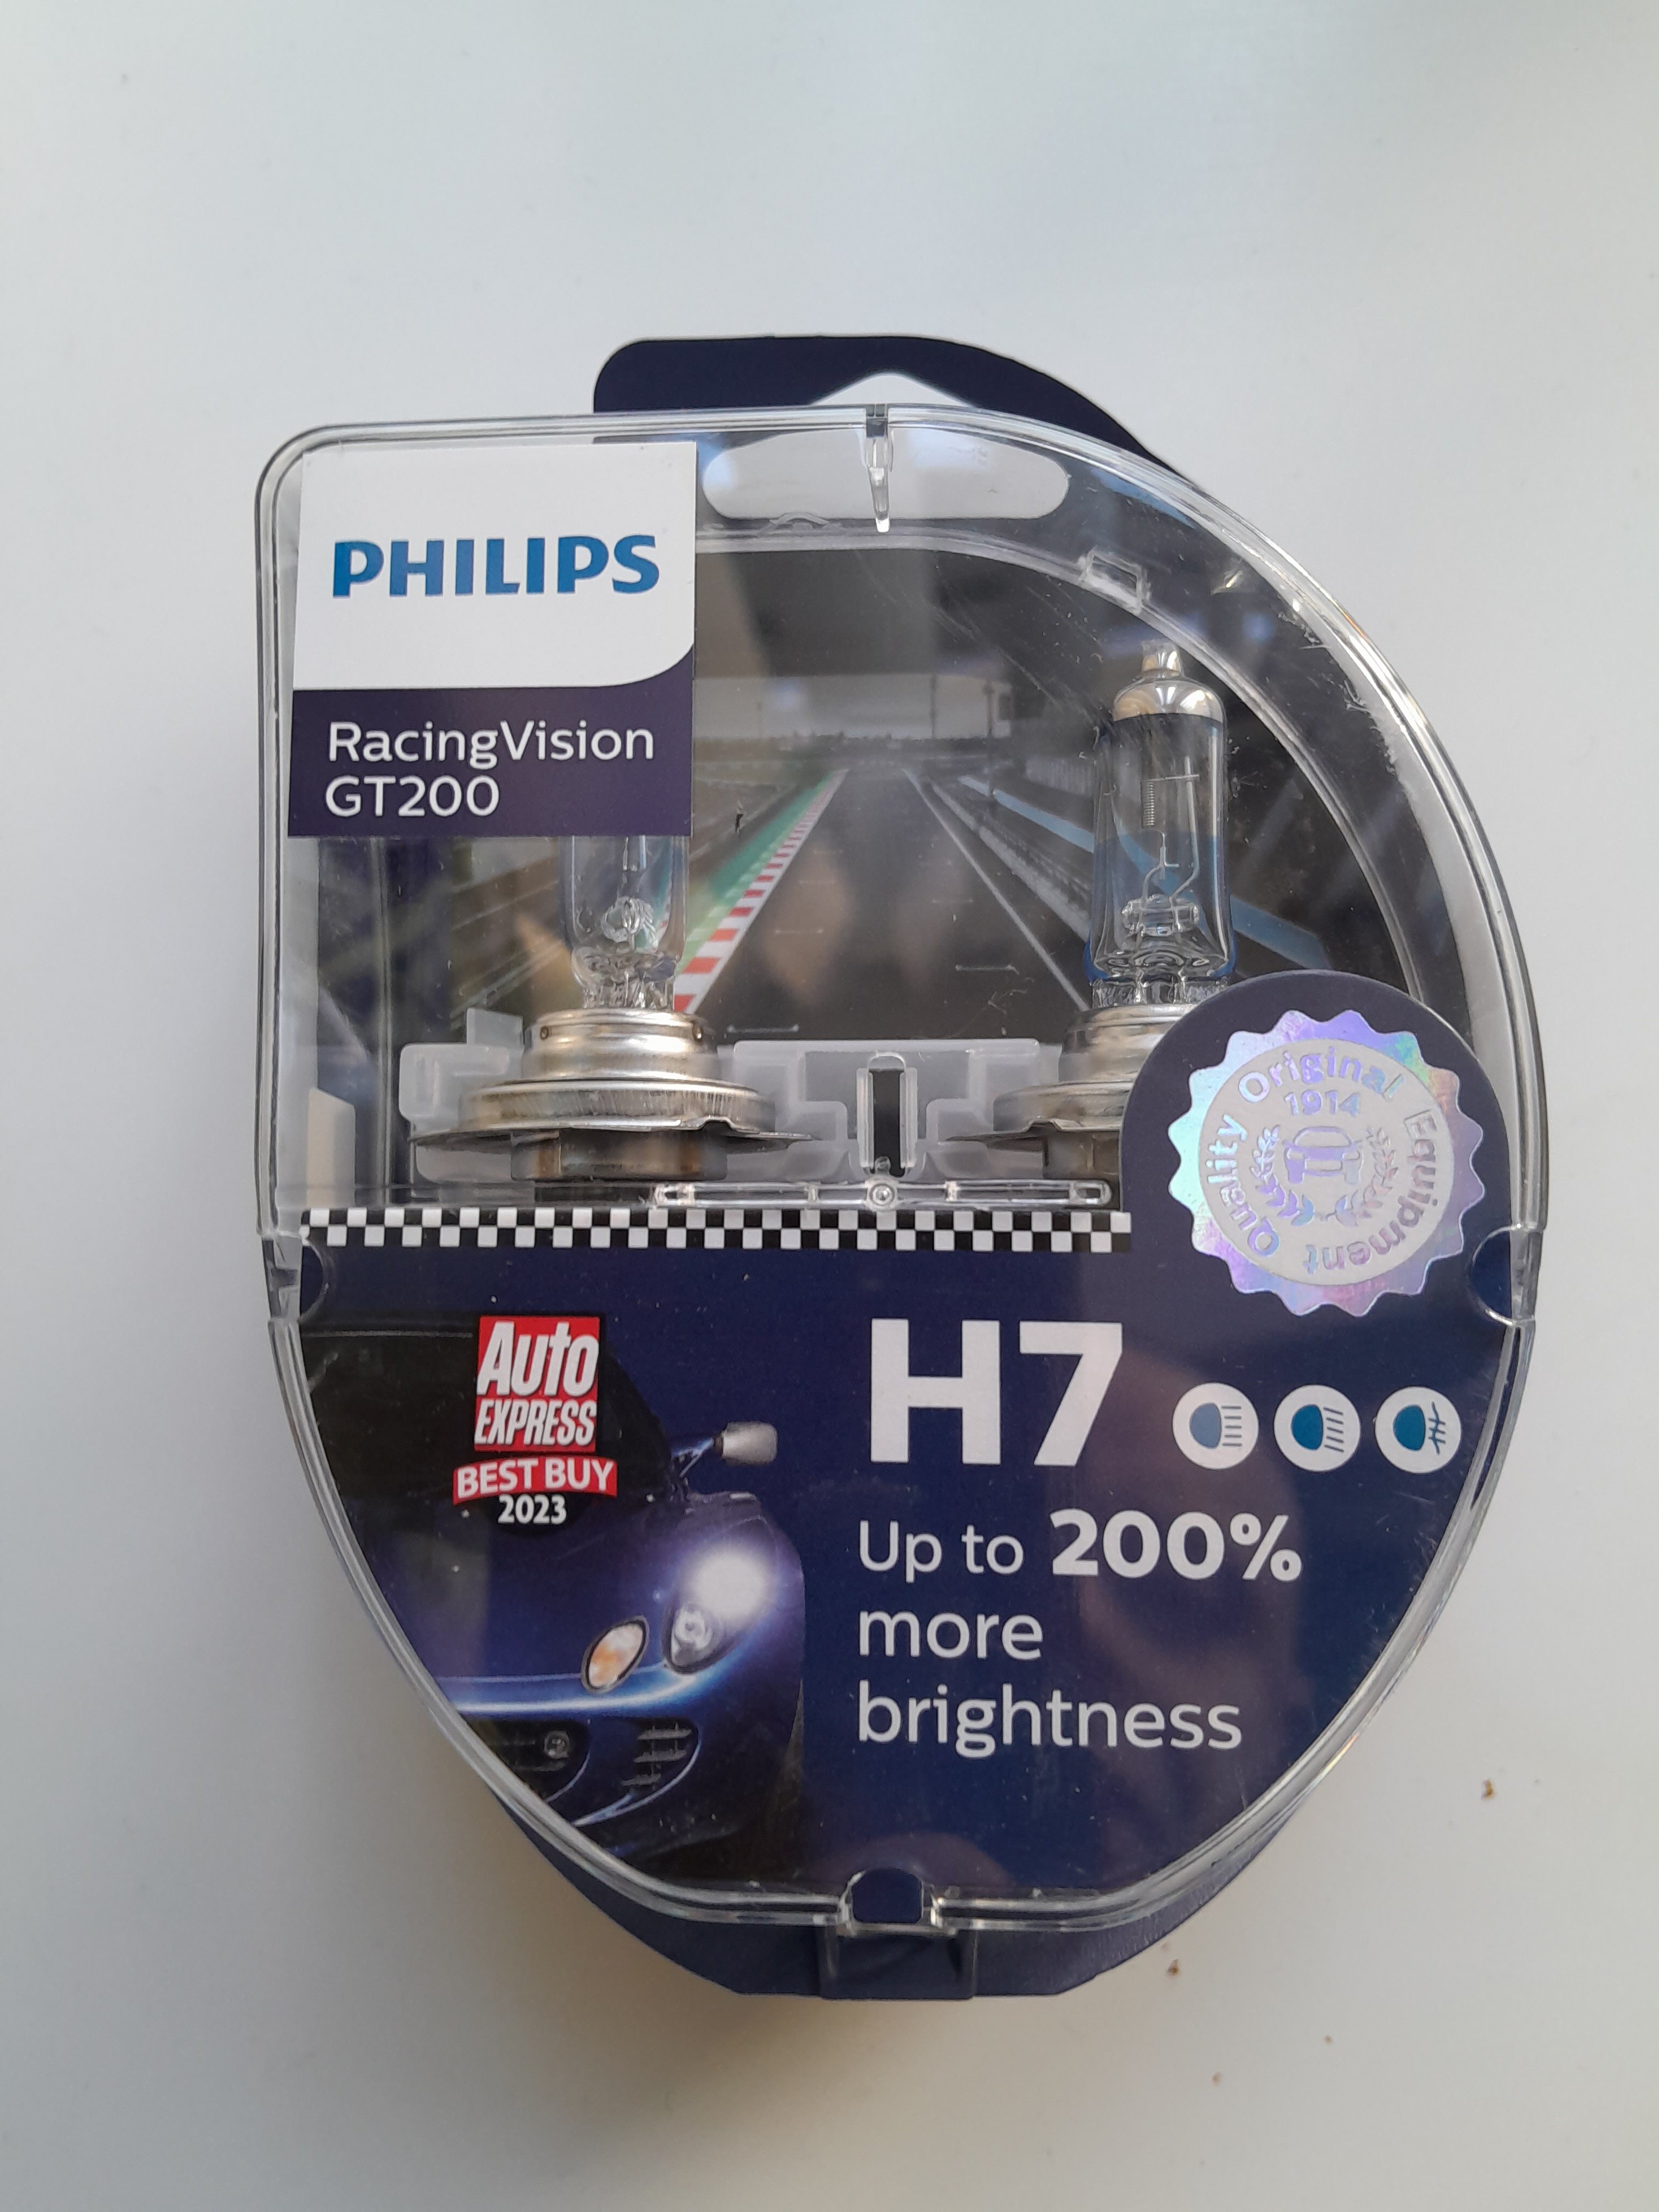 PHILIPS
RacingVision
GT200
Quality Original Equipment
1914
Auto
EXPRESS
BEST BUY
2023
H7
Up to 200%
more
brightness